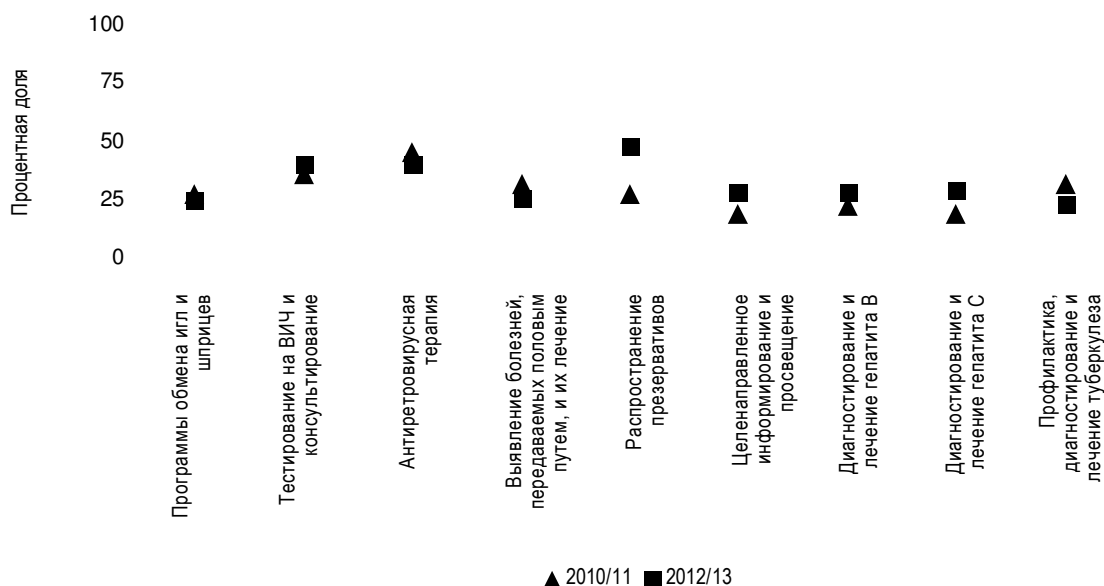 100
75
50
25
0
Процентная доля
Программы обмена игл и
шприцев
Тестирование на ВИЧ и
консультирование
Антиретровирусная
терапия
Выявление болезней,
передаваемых половым
путем, и их лечение
Распространение
презервативов
Целенаправленное
информирование и
просвещение
Диагностирование и
лечение гепатита B
Диагностирование и
лечение гепатита C
Профилактика,
диагностирование и
лечение туберкулеза
2010/11 2012/13